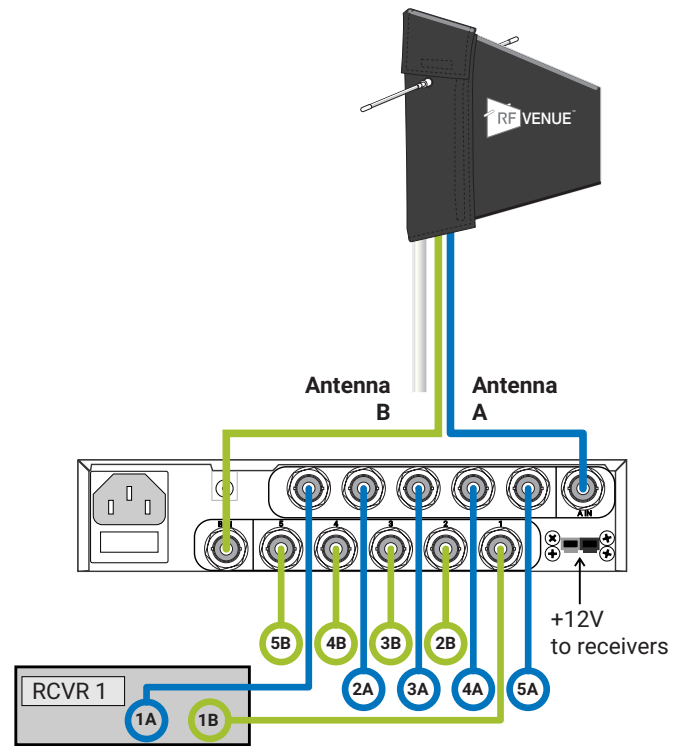 RF VENUE™
Antenna
B
Antenna
A
A IN
5 4 3 2 1
5B 4B 3B 2B
+12V
to receivers
2A 3A 4A 5A
RCVR 1
1A 1B